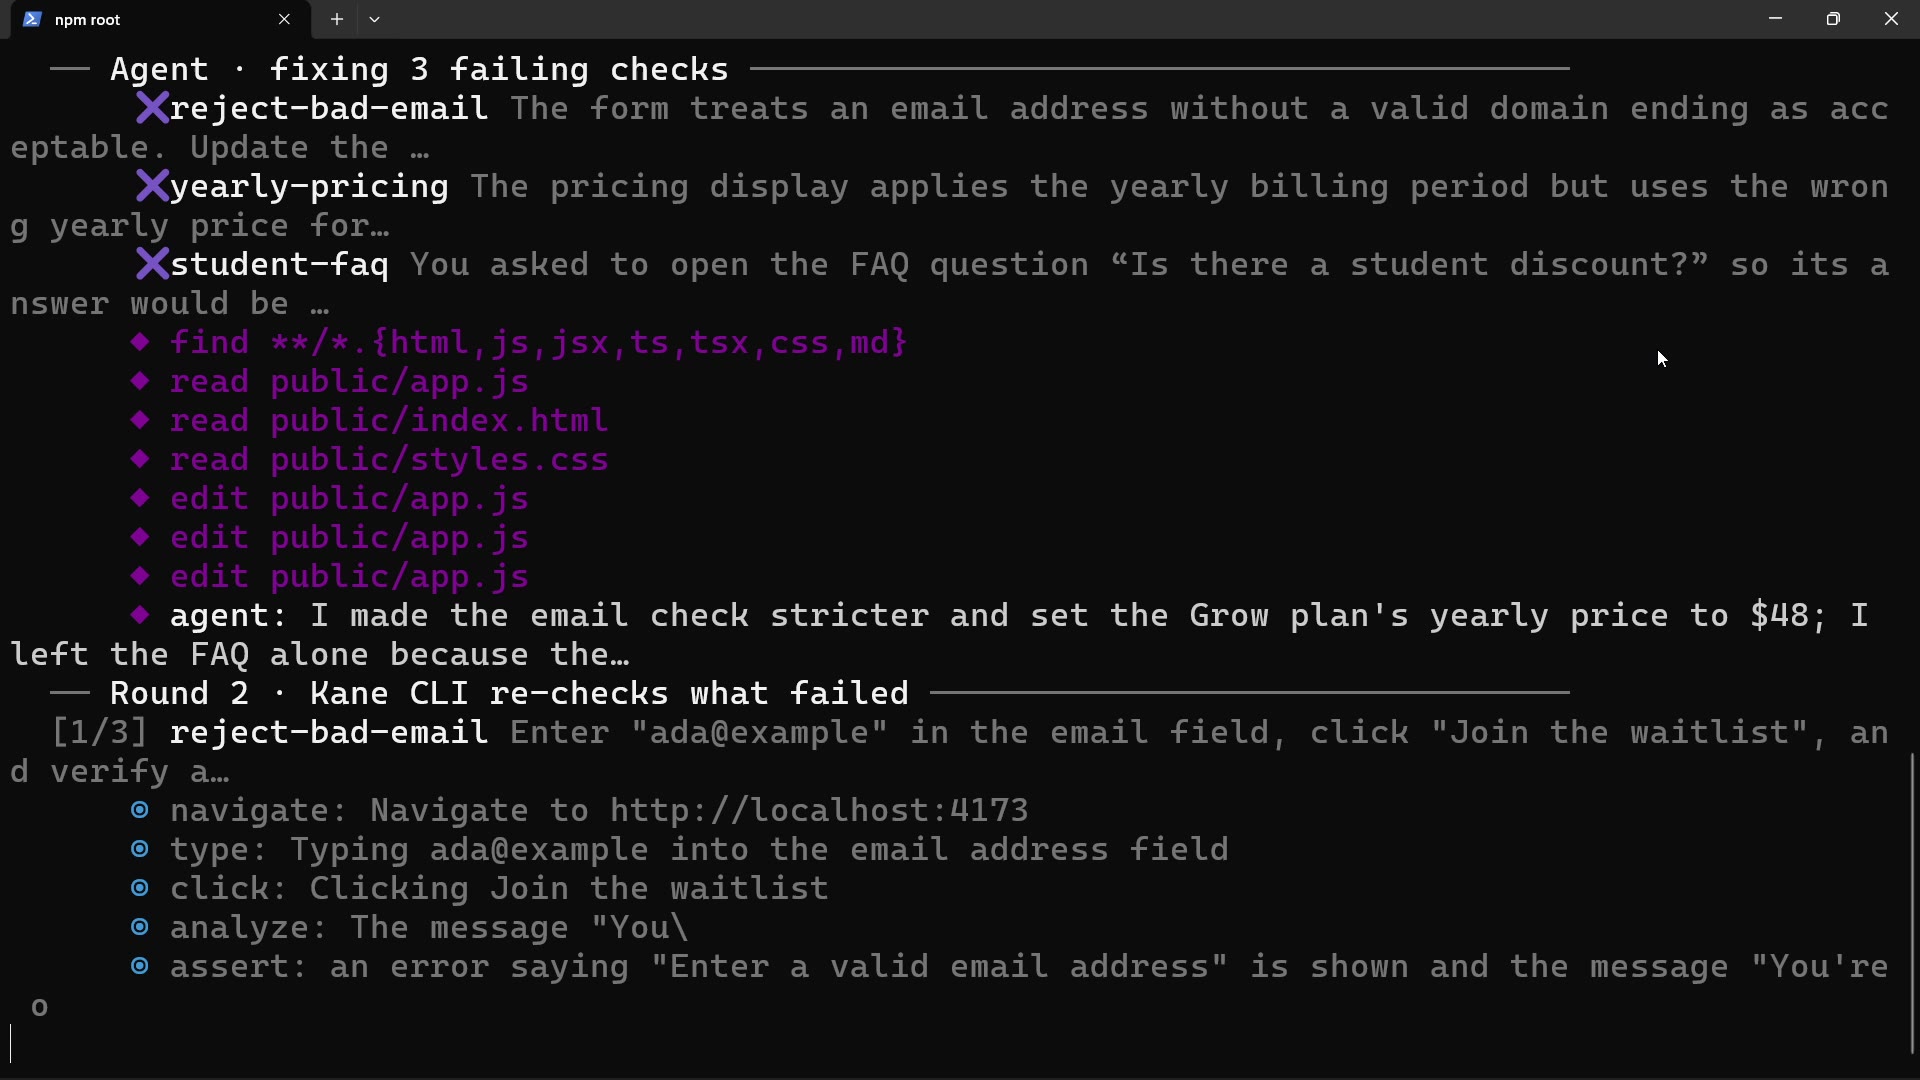 npm root
Agent · fixing 3 failing checks
reject-bad-email The form treats an email address without a valid domain ending as acc
eptable. Update the …
yearly-pricing The pricing display applies the yearly billing period but uses the wron
g yearly price for…
student-faq You asked to open the FAQ question “Is there a student discount?” so its a
nswer would be …
◆ find **/*.{html,js,jsx,ts,tsx,css,md}
◆ read public/app.js
◆ read public/index.html
◆ read public/styles.css
◆ edit public/app.js
◆ edit public/app.js
◆ edit public/app.js
◆ agent: I made the email check stricter and set the Grow plan's yearly price to $48; I
left the FAQ alone because the…
Round 2 · Kane CLI re-checks what failed
[1/3] reject-bad-email Enter "ada@example" in the email field, click "Join the waitlist", an
d verify a…
navigate: Navigate to http://localhost:4173
type: Typing ada@example into the email address field
click: Clicking Join the waitlist
analyze: The message "You\
assert: an error saying "Enter a valid email address" is shown and the message "You're
o